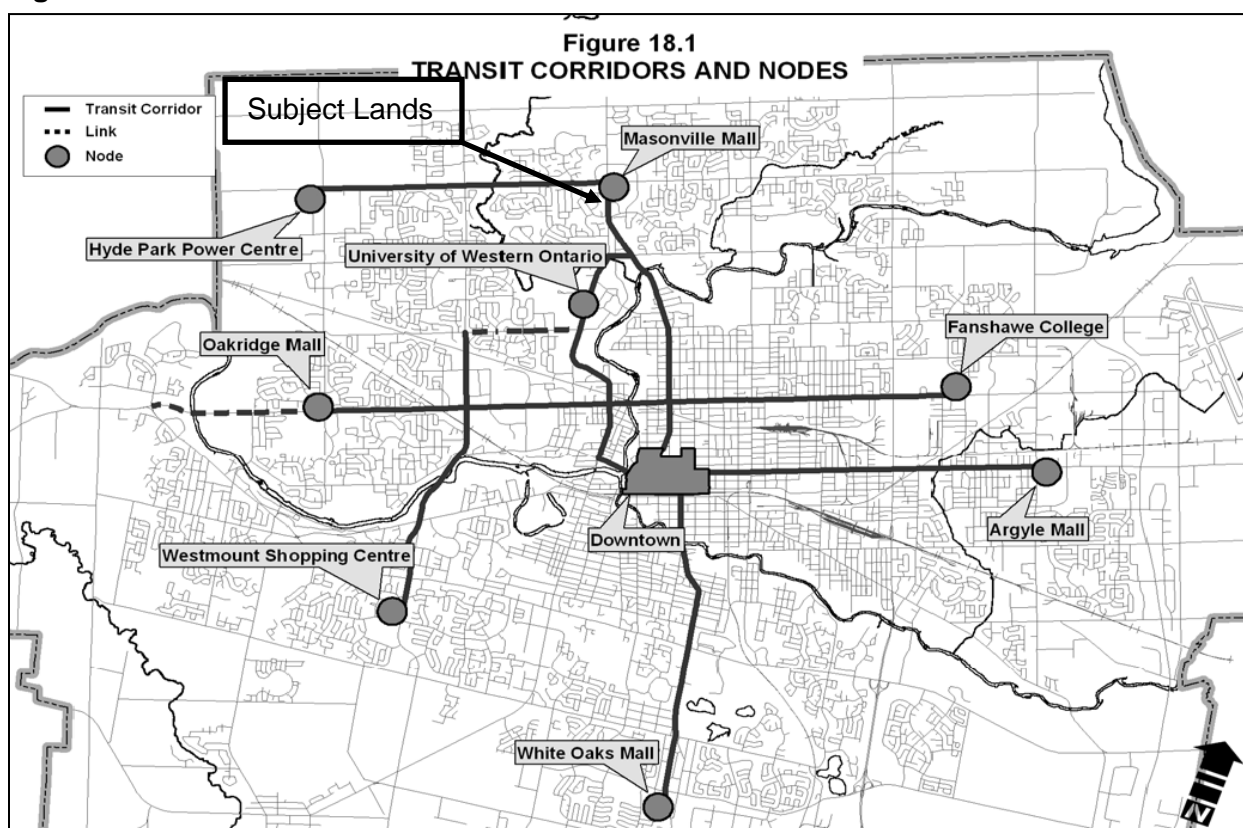 Figure 18.1
TRANSIT CORRIDORS AND NODES
Transit Corridor
Link
Node
Subject Lands
Masonville Mall
Hyde Park Power Centre
University of Western Ontario
Oakridge Mall
Fanshawe College
Westmount Shopping Centre
Downtown
Argyle Mall
White Oaks Mall
N